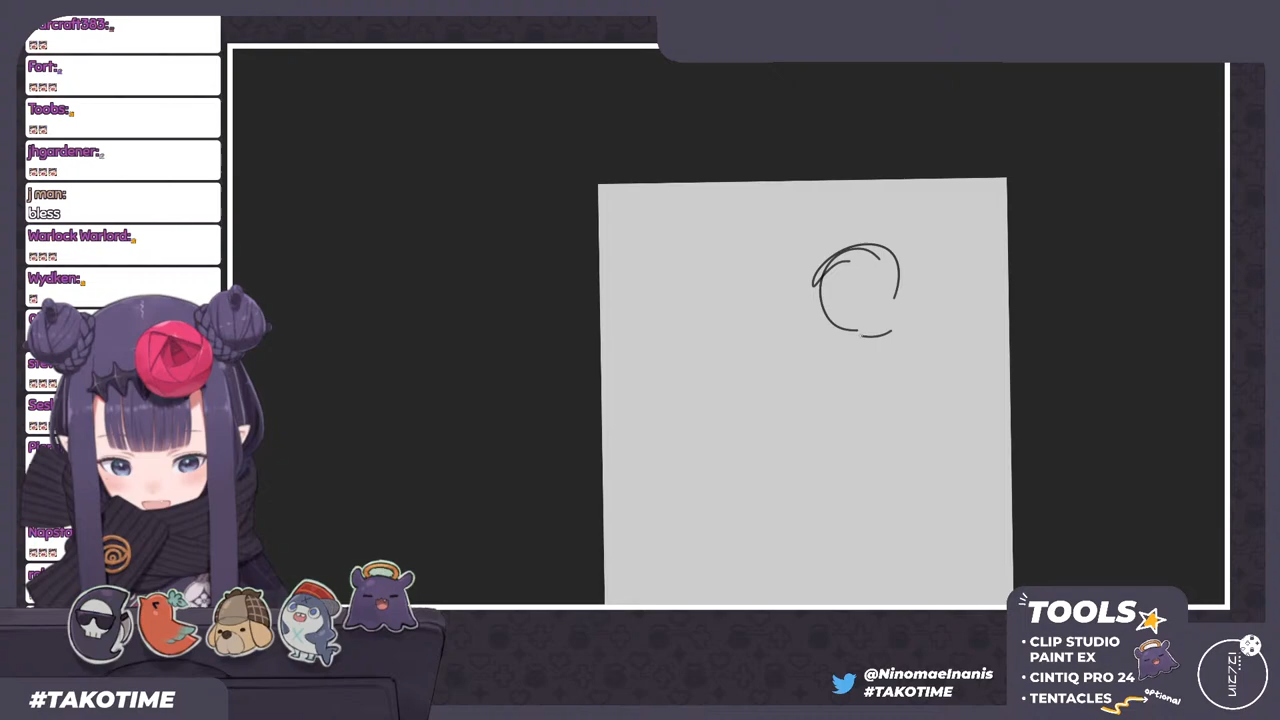 Fort:
Toobs:
jhgardener:
j man:
bless
Warlock Warlord:
Wydken:
#TAKOTIME
@NinomaeInanis
#TAKOTIME
TOOLS
• CLIP STUDIO
PAINT EX
• CINTIQ PRO 24
• TENTACLES
optional